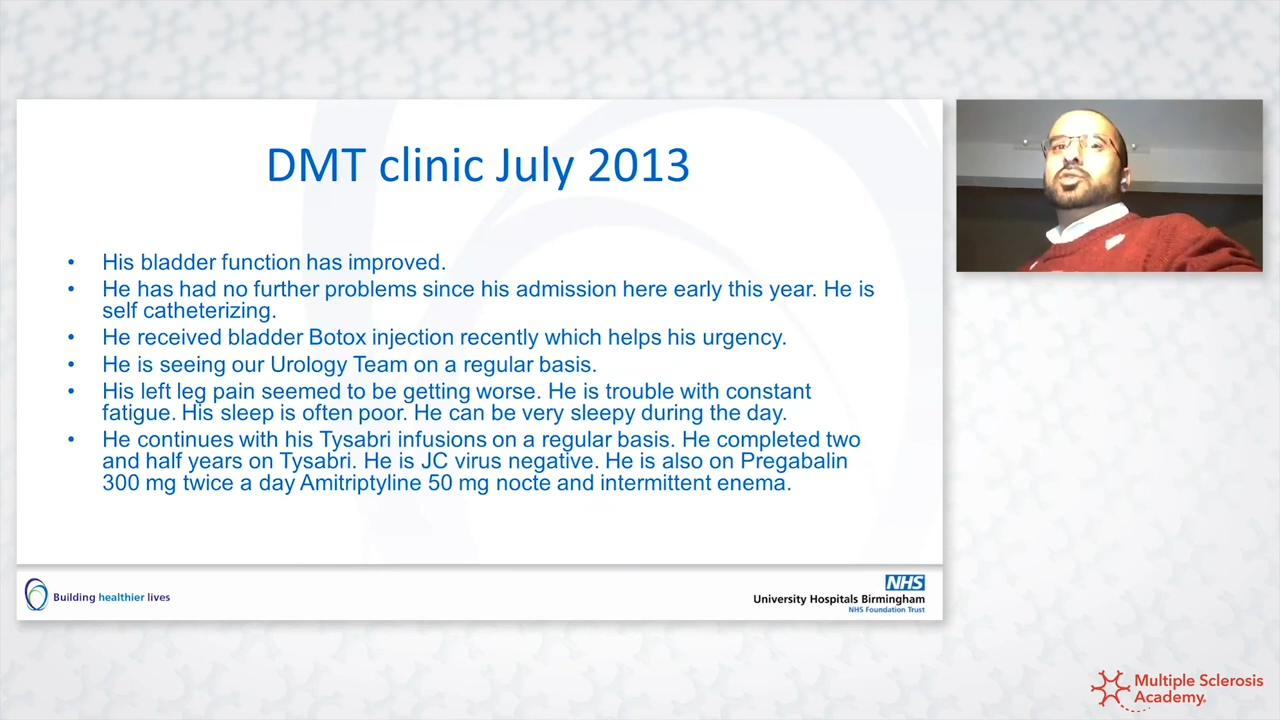 DMT clinic July 2013
• His bladder function has improved.
• He has had no further problems since his admission here early this year. He is
self catheterizing.
• He received bladder Botox injection recently which helps his urgency.
• He is seeing our Urology Team on a regular basis.
• His left leg pain seemed to be getting worse. He is trouble with constant
fatigue. His sleep is often poor. He can be very sleepy during the day.
• He continues with his Tysabri infusions on a regular basis. He completed two
and half years on Tysabri. He is JC virus negative. He is also on Pregabalin
300 mg twice a day Amitriptyline 50 mg nocte and intermittent enema.
Building healthier lives
NHS
University Hospitals Birmingham
NHS Foundation Trust
Multiple Sclerosis
Academy.